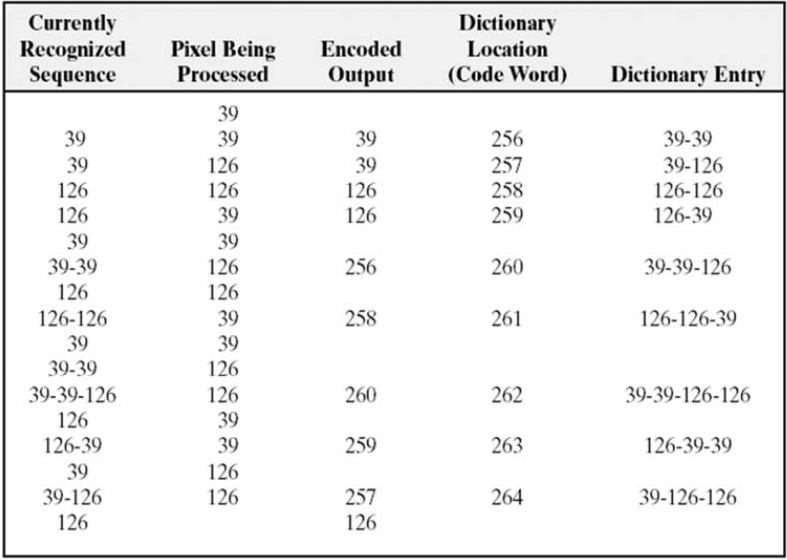 Currently Recognized Sequence Pixel Being Processed Encoded Output Dictionary Location (Code Word) Dictionary Entry
39
39 39 39 256 39-39
39 126 39 257 39-126
126 126 126 258 126-126
126 39 126 259 126-39
39 39
39-39 126 256 260 39-39-126
126 126
126-126 39 258 261 126-126-39
39 39
39-39 126
39-39-126 126 260 262 39-39-126-126
126 39
126-39 39 259 263 126-39-39
39 126
39-126 126 257 264 39-126-126
126 126